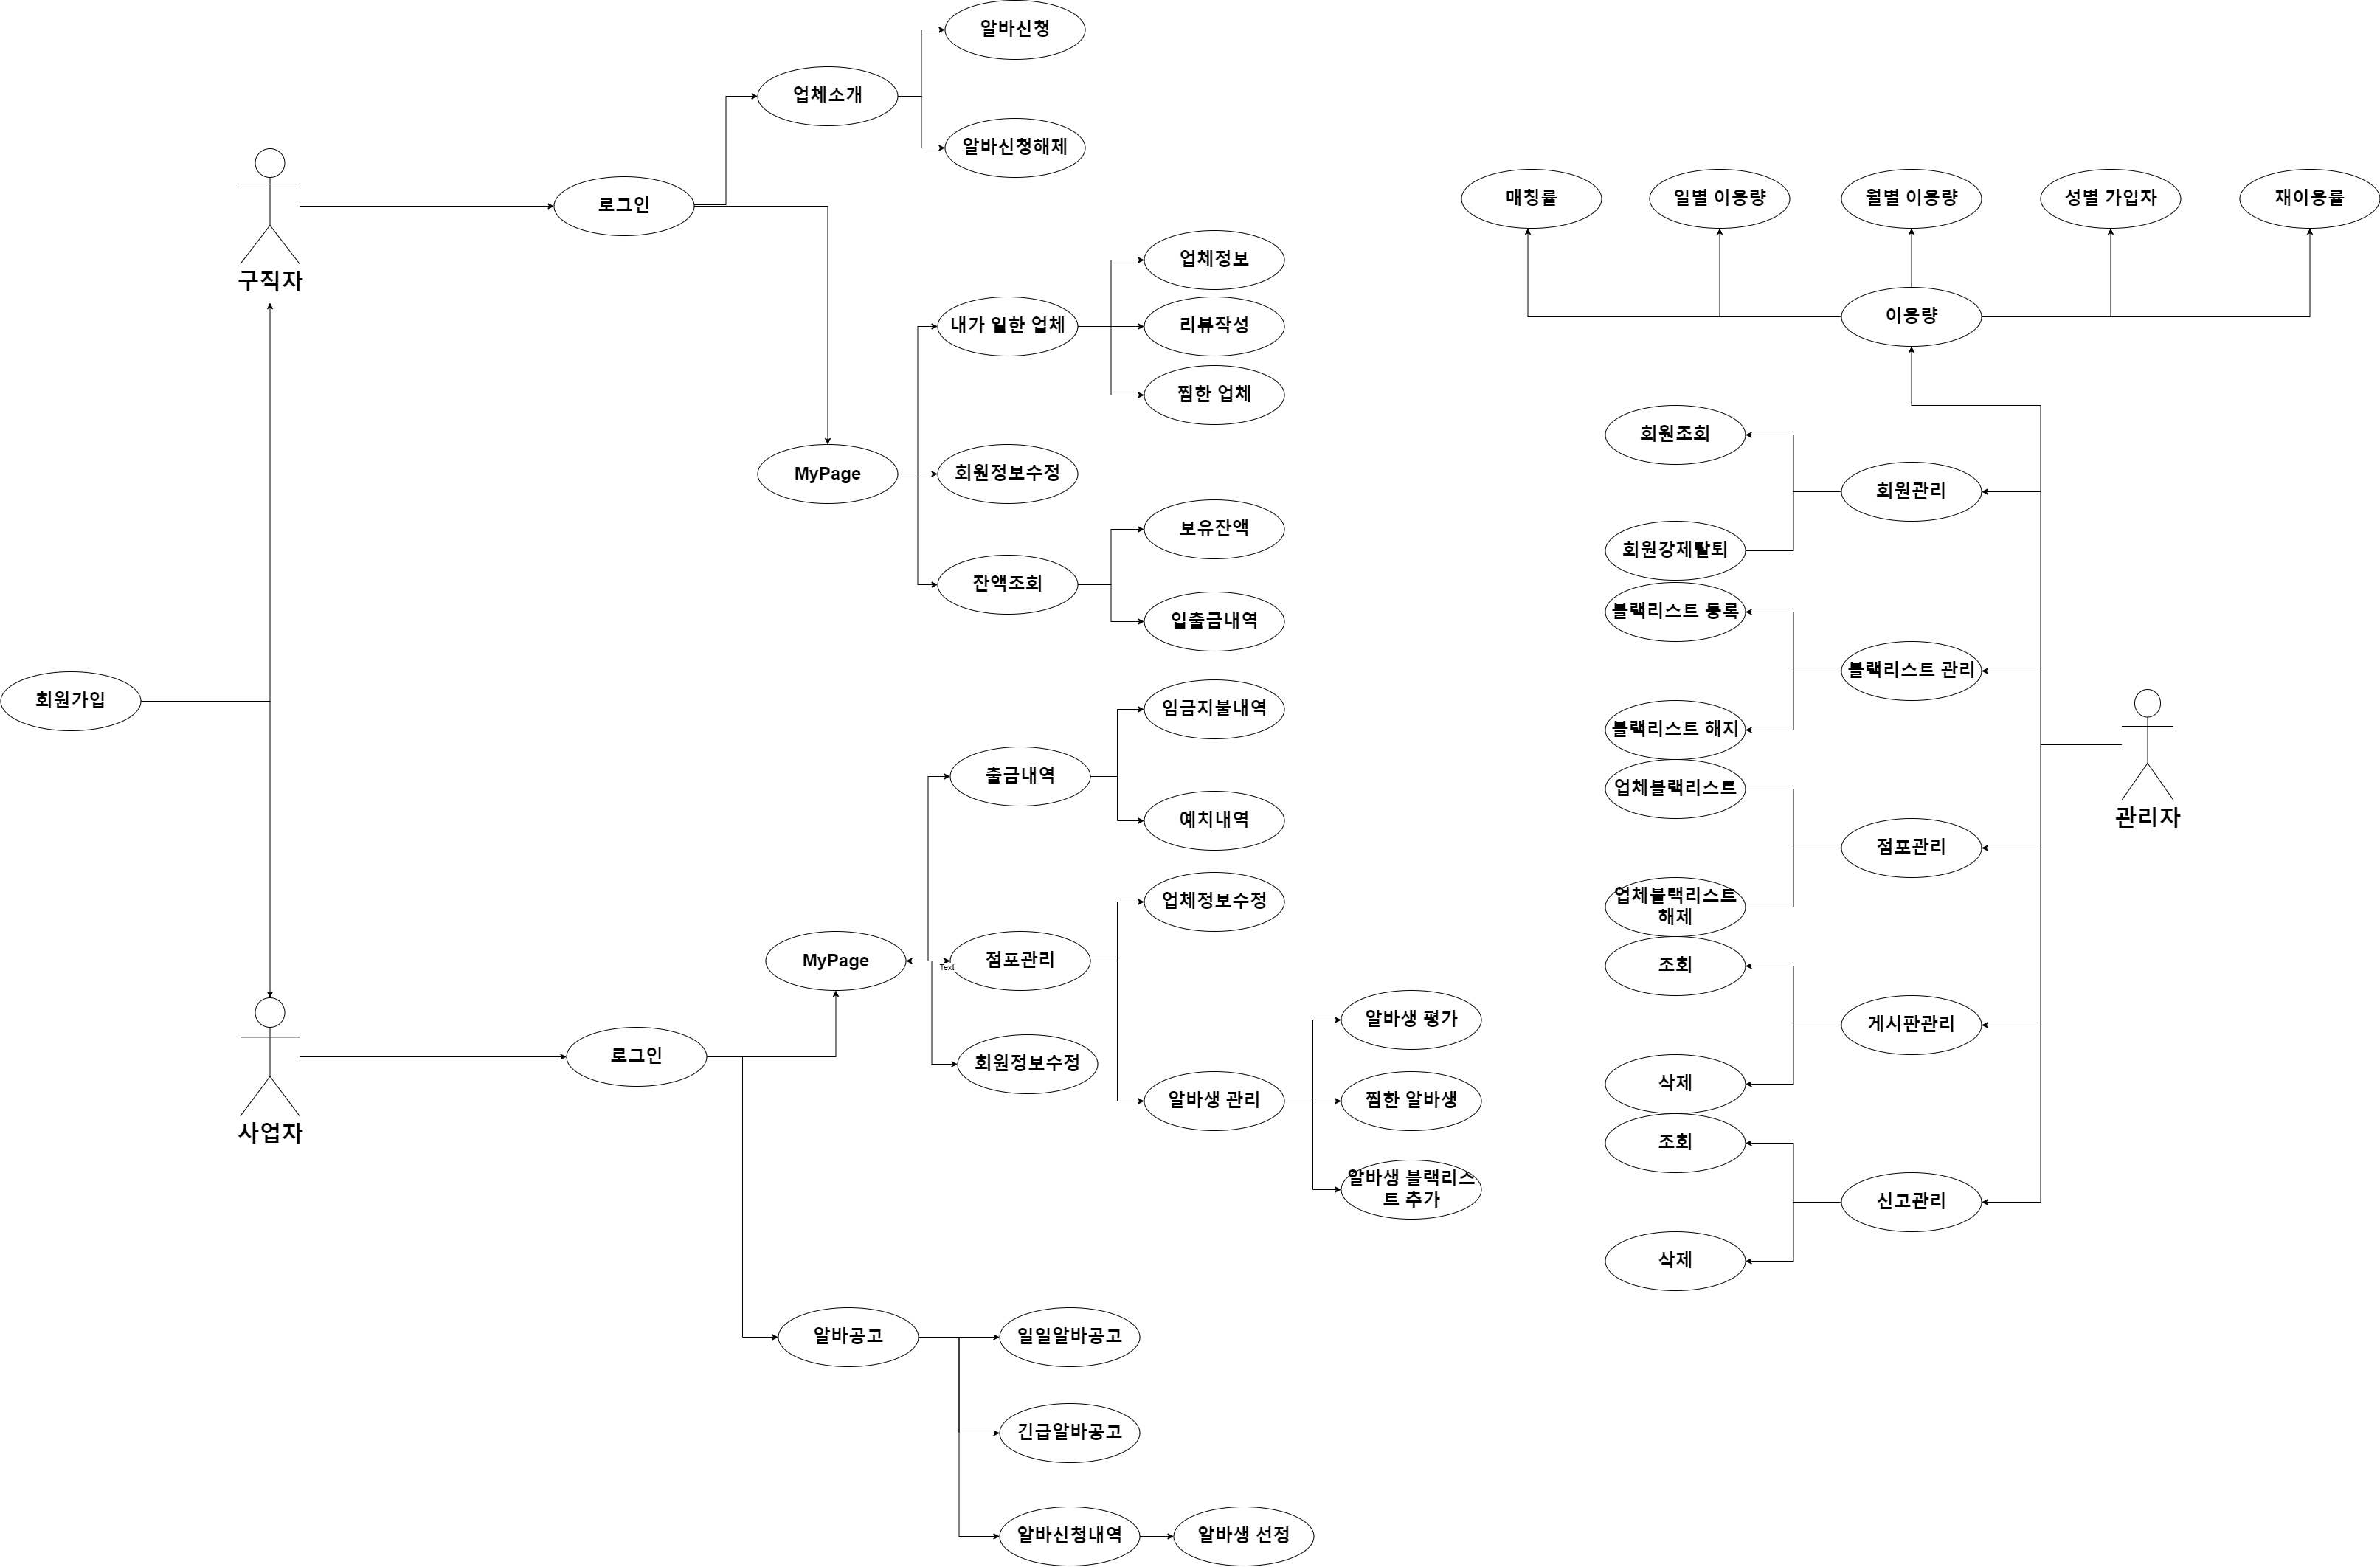 알바신청
업체소개
알바신청해제
로그인
구직자
업체정보
내가 일한 업체
리뷰작성
찜한 업체
MyPage
회원정보수정
보유잔액
잔액조회
입출금내역
회원가입
임금지불내역
출금내역
예치내역
업체정보수정
MyPage
점포관리
Text
알바생 평가
로그인
회원정보수정
알바생 관리
찜한 알바생
사업자
알바생 블랙리스
트 추가
알바공고
일일알바공고
긴급알바공고
알바신청내역
알바생 선정
매칭률
일별 이용량
월별 이용량
성별 가입자
재이용률
이용량
회원조회
회원관리
회원강제탈퇴
블랙리스트 등록
블랙리스트 관리
블랙리스트 해지
업체블랙리스트
관리자
점포관리
업체블랙리스트
해제
조회
게시판관리
삭제
조회
신고관리
삭제